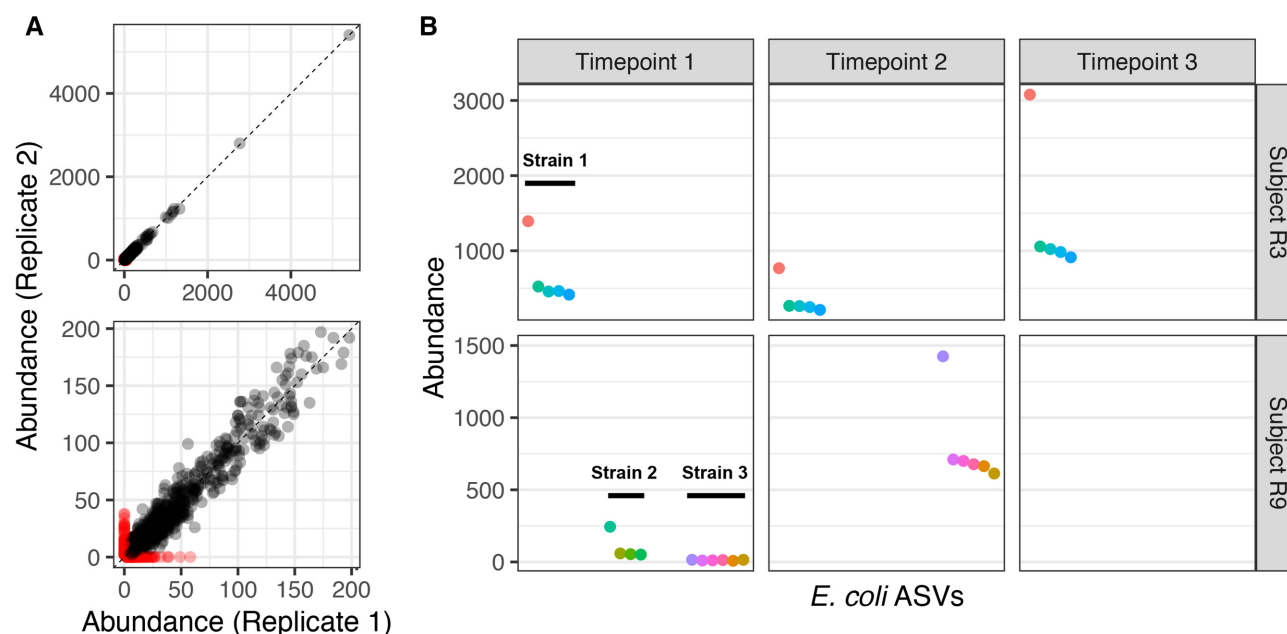 A
Abundance (Replicate 2)
4000
2000
0
0 2000 4000
200
150
100
50
0
0 50 100 150 200
Abundance (Replicate 1)
B
Timepoint 1 Timepoint 2 Timepoint 3
Abundance
3000
2000
1000
Strain 1
Subject R3
1500
1000
500
0
Strain 2 Strain 3
Subject R9
E. coli ASVs